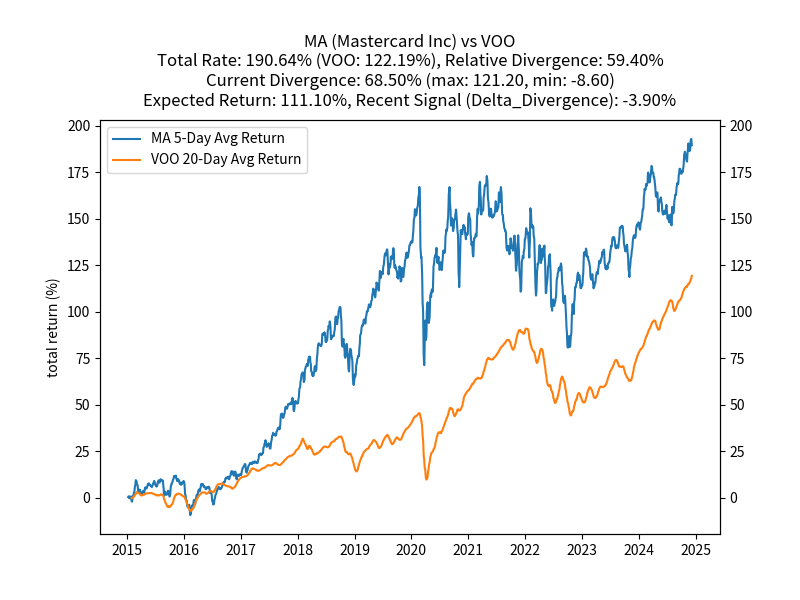 MA (Mastercard Inc) vs VOO
Total Rate: 190.64% (VOO: 122.19%), Relative Divergence: 59.40%
Current Divergence: 68.50% (max: 121.20, min: -8.60)
Expected Return: 111.10%, Recent Signal (Delta_Divergence): -3.90%
MA 5-Day Avg Return
VOO 20-Day Avg Return
total return (%)
200 200
175 175
150 150
125 125
100 100
75 75
50 50
25 25
0 0
2015 2016 2017 2018 2019 2020 2021 2022 2023 2024 2025